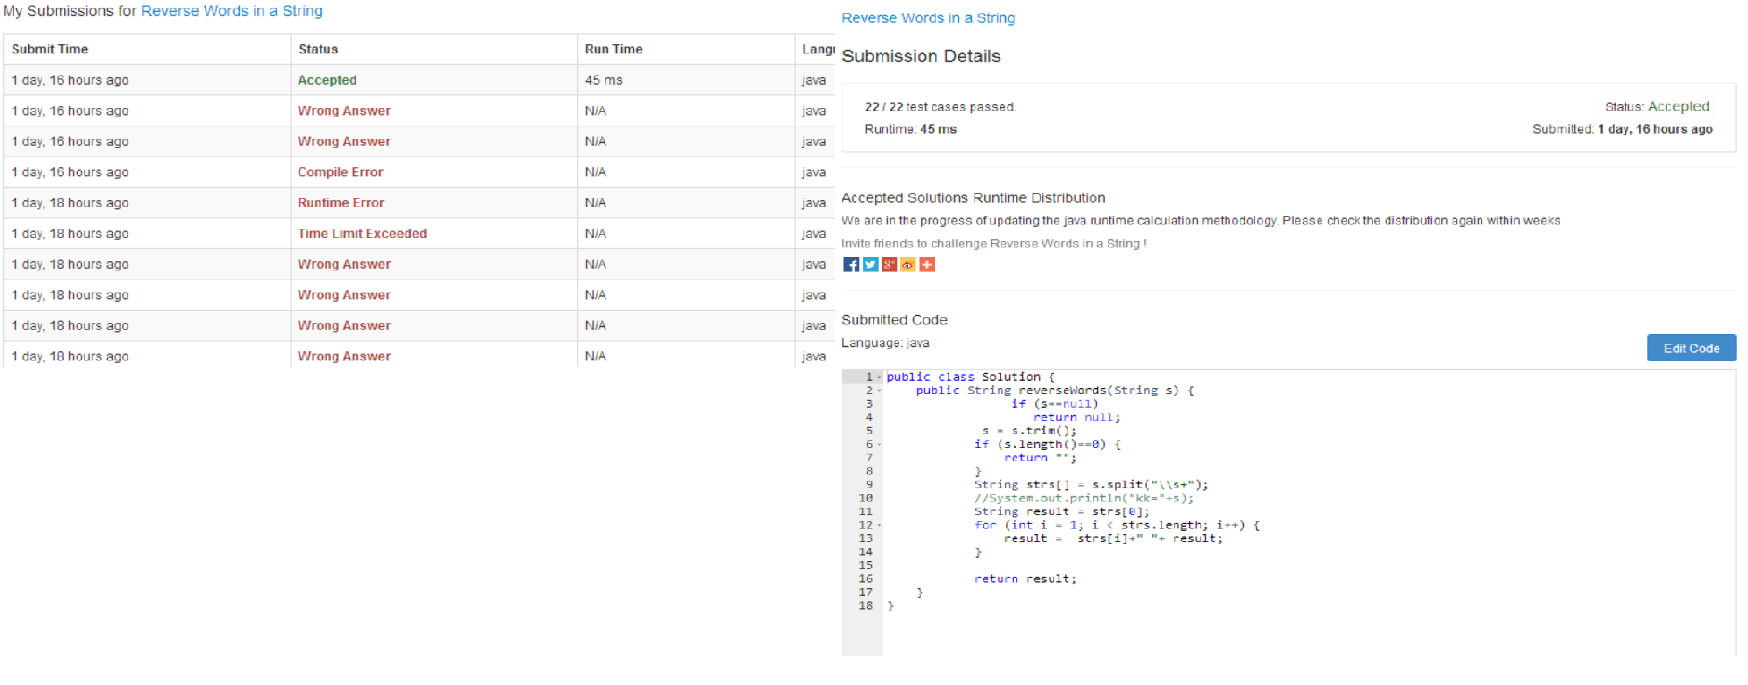 My Submissions for Reverse Words in a String
Submit Time Status Run Time Langu
1 day, 16 hours ago Accepted 45 ms java
1 day, 16 hours ago Wrong Answer N/A java
1 day, 16 hours ago Wrong Answer N/A java
1 day, 16 hours ago Compile Error N/A java
1 day, 18 hours ago Runtime Error N/A java
1 day, 18 hours ago Time Limit Exceeded N/A java
1 day, 18 hours ago Wrong Answer N/A java
1 day, 18 hours ago Wrong Answer N/A java
1 day, 18 hours ago Wrong Answer N/A java
1 day, 18 hours ago Wrong Answer N/A java
Reverse Words in a String
Submission Details
22 / 22 test cases passed. Status: Accepted
Runtime: 45 ms Submitted: 1 day, 16 hours ago
Accepted Solutions Runtime Distribution
We are in the progress of updating the java runtime calculation methodology. Please check the distribution again within weeks
Invite friends to challenge Reverse Words in a String !
Submitted Code
Language: java Edit Code
1 public class Solution {
2 public String reverseWords(String s) {
3 if (s==null)
4 return null;
5 s = s.trim();
6 if (s.length()==0) {
7 return "";
8 }
9 String strs[] = s.split("\\s+");
10 //System.out.println("kk="+s);
11 String result = strs[0];
12 for (int i = 1; i < strs.length; i++) {
13 result = strs[i]+" "+ result;
14 }
15
16 return result;
17 }
18 }